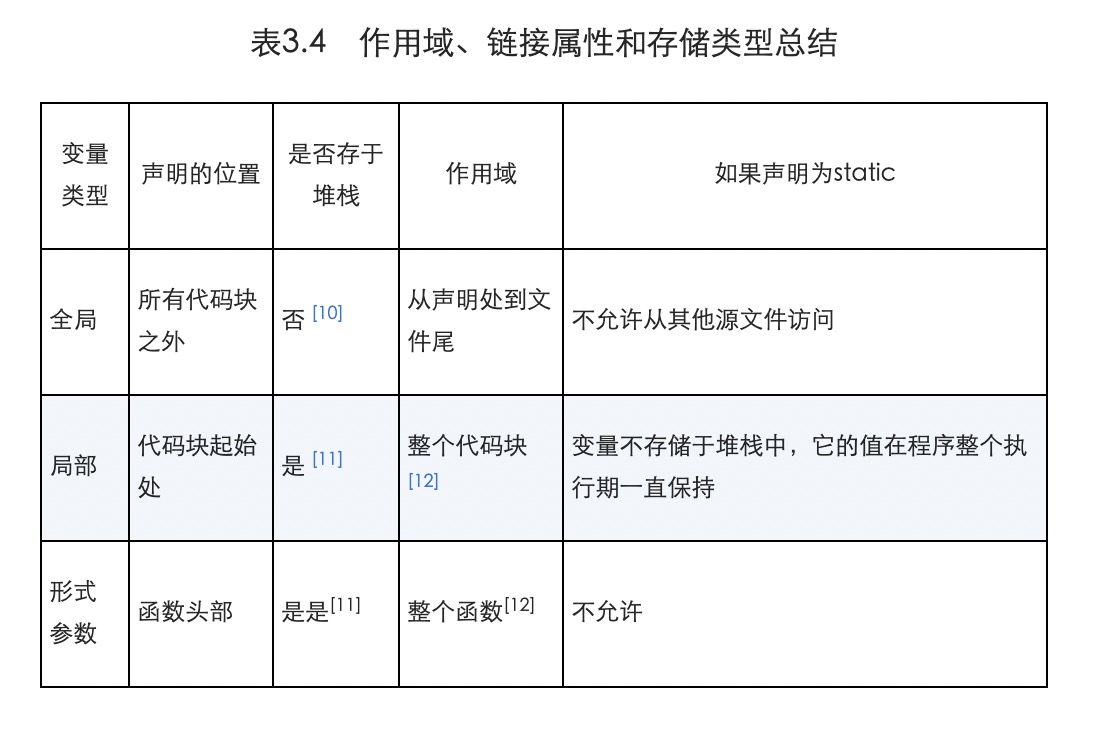 表3.4 作用域、链接属性和存储类型总结
变量
类型
声明的位置
是否存于
堆栈
作用域
如果声明为static
全局
所有代码块
之外
否 [10]
从声明处到文
件尾
不允许从其他源文件访问
局部
代码块起始
处
是 [11]
整个代码块
[12]
变量不存储于堆栈中，它的值在程序整个执
行期一直保持
形式
参数
函数头部
是是[11]
整个函数[12]
不允许